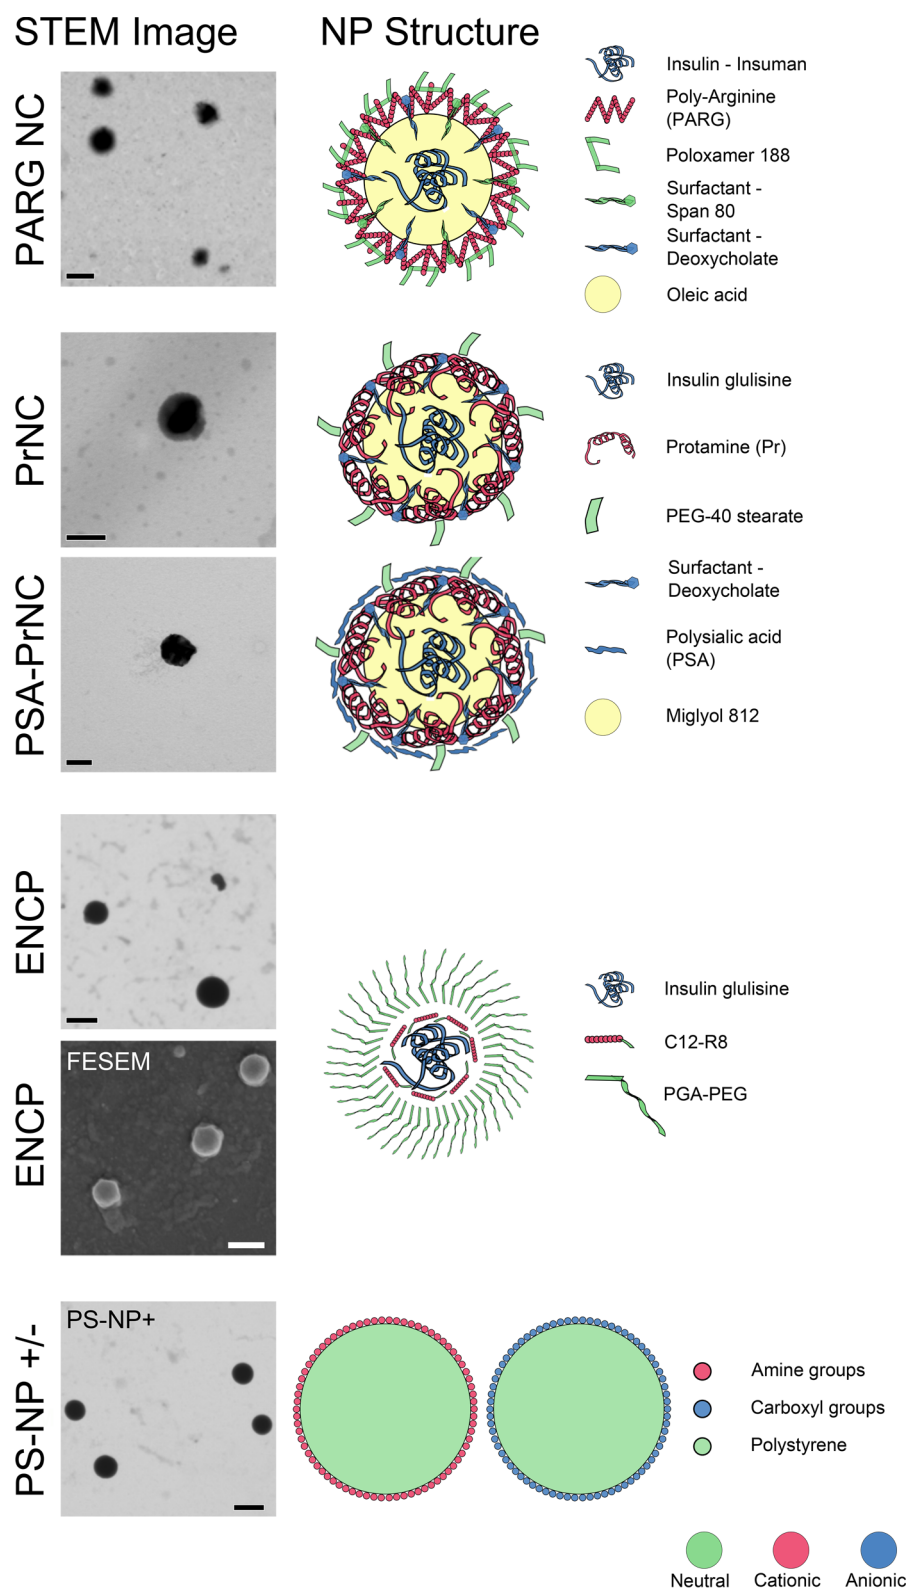 STEM Image
NP Structure
PARG NC
Insulin - Insuman
Poly-Arginine
(PARG)
Poloxamer 188
Surfactant -
Span 80
Surfactant -
Deoxycholate
Oleic acid
PrNC
PSA-PrNC
Insulin glulisine
Protamine (Pr)
PEG-40 stearate
Surfactant -
Deoxycholate
Polysialic acid
(PSA)
Miglyol 812
ENCP
ENCP
FESEM
Insulin glulisine
C12-R8
PGA-PEG
PS-NP +/-
PS-NP+
Amine groups
Carboxyl groups
Polystyrene
Neutral
Cationic
Anionic